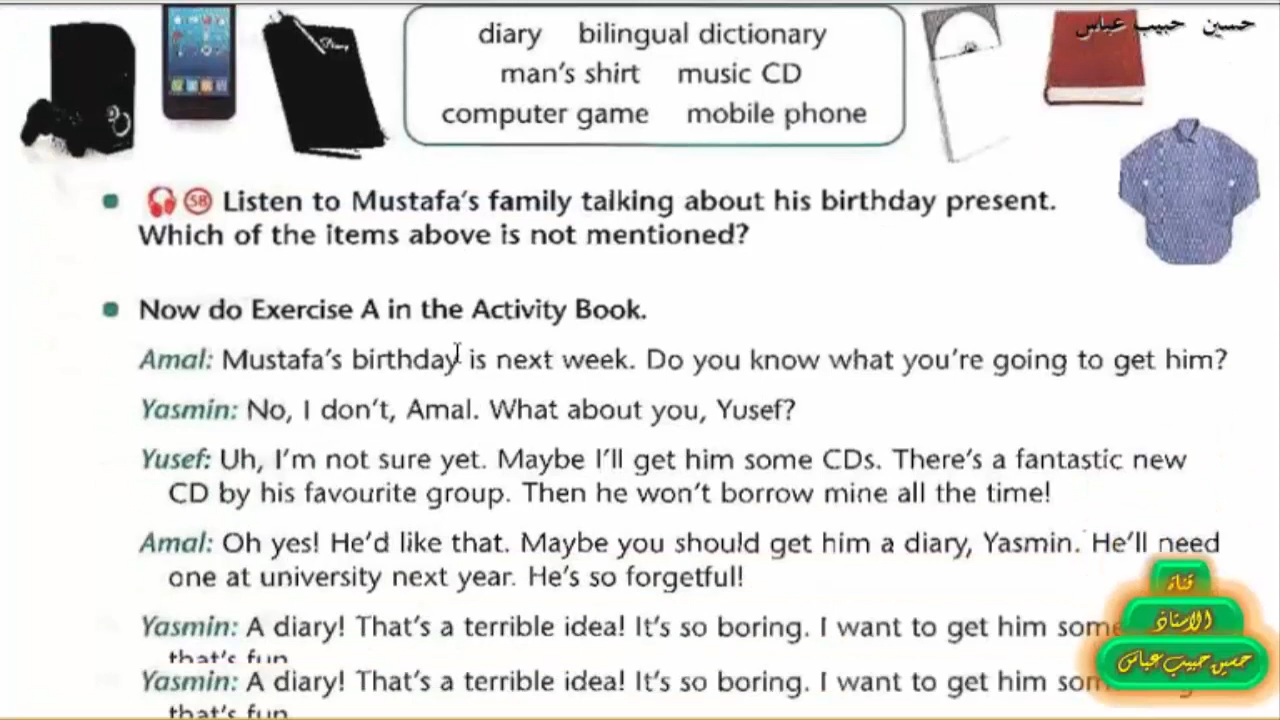 حسين حبيب عباس
Diary
diary bilingual dictionary
man's shirt music CD
computer game mobile phone
58 Listen to Mustafa's family talking about his birthday present.
Which of the items above is not mentioned?
Now do Exercise A in the Activity Book.
Amal: Mustafa's birthday is next week. Do you know what you're going to get him?
Yasmin: No, I don't, Amal. What about you, Yusef?
Yusef: Uh, I'm not sure yet. Maybe I'll get him some CDs. There's a fantastic new
CD by his favourite group. Then he won't borrow mine all the time!
Amal: Oh yes! He'd like that. Maybe you should get him a diary, Yasmin. He'll need
one at university next year. He's so forgetful!
Yasmin: A diary! That's a terrible idea! It's so boring. I want to get him some
that's fun
Yasmin: A diary! That's a terrible idea! It's so boring. I want to get him
that's fun
قناة
الاستاذ
حسين حبيب عباس